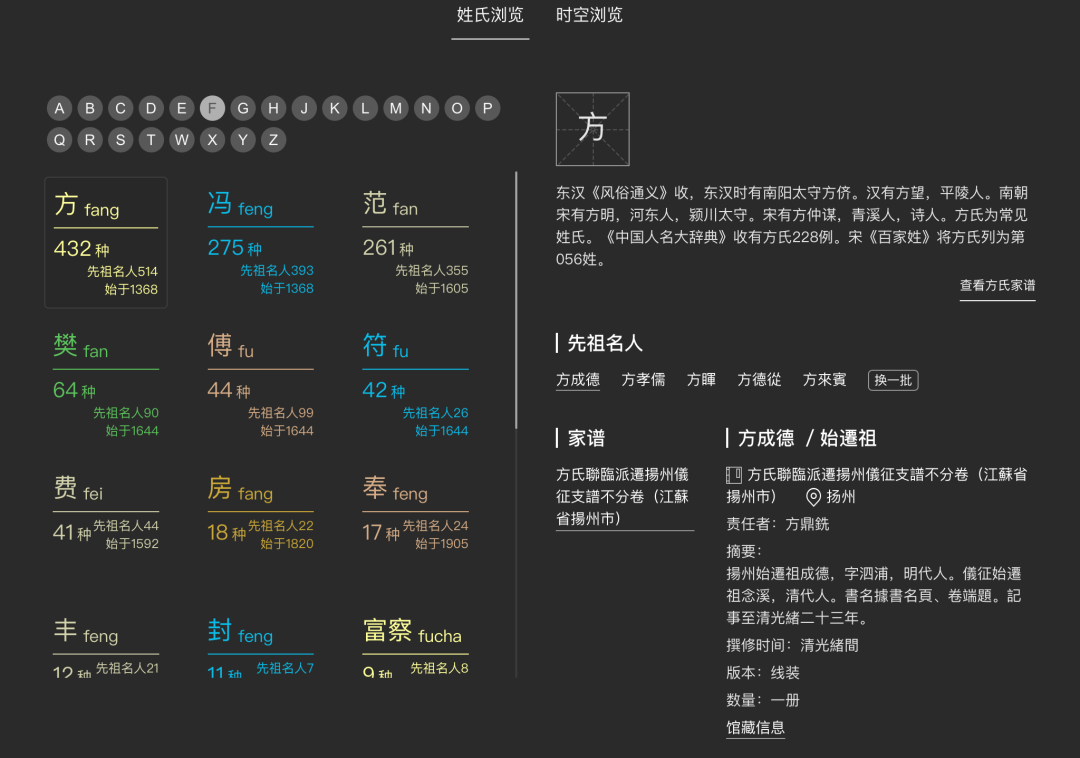 姓氏浏览 时空浏览
A B C D E F G H J K L M N O P
Q R S T W X Y Z
方 fang
432 种
先祖名人514
始于1368
冯 feng
275 种
先祖名人393
始于1368
范 fan
261 种
先祖名人355
始于1605
樊 fan
64 种
先祖名人90
始于1644
傅 fu
44 种
先祖名人99
始于1644
符 fu
42 种
先祖名人26
始于1644
费 fei
41 种
先祖名人44
始于1592
房 fang
18 种
先祖名人22
始于1820
奉 feng
17 种
先祖名人24
始于1905
丰 feng
12 种
先祖名人21
封 feng
11 种
先祖名人7
富察 fucha
9 种
先祖名人8
方
东汉《风俗通义》收，东汉时有南阳太守方侪。汉有方望，平陵人。南朝
宋有方明，河东人，颍川太守。宋有方仲谋，青溪人，诗人。方氏为常见
姓氏。《中国人名大辞典》收有方氏228例。宋《百家姓》将方氏列为第
056姓。
查看方氏家谱
先祖名人
方成德 方孝儒 方暉 方德從 方來賓 换一批
家谱
方氏聯臨派遷揚州儀
征支譜不分卷（江蘇
省揚州市）
方成德 / 始遷祖
方氏聯臨派遷揚州儀征支譜不分卷（江蘇省
揚州市） 扬州
责任者：方鼎銑
摘要：
揚州始遷祖成德，字泗浦，明代人。儀征始遷
祖念溪，清代人。書名據書名頁、卷端題。記
事至清光緒二十三年。
撰修时间：清光緒間
版本：线装
数量：一册
馆藏信息